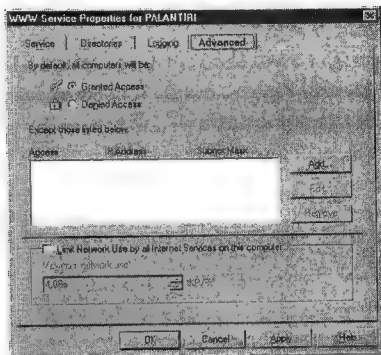 WWW Service Properties for PALANTIRI
Service Directories Logging Advanced
By default, all computers will be:
Granted Access
Denied Access
Except those listed below:
Access IP Address Subnet Mask
Add...
Edit...
Remove
Limit Network Use by all Internet Services on this computer
Maximum network use:
4,096
KB/S
OK Cancel Apply Help